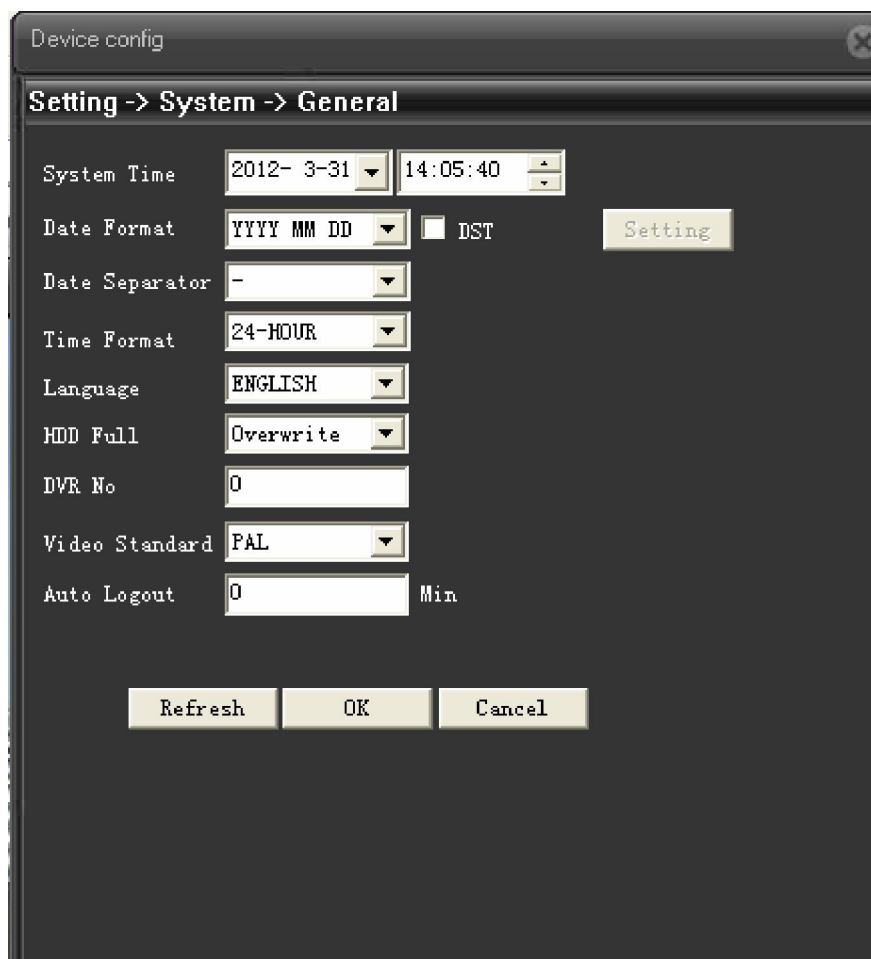 Device config
Setting -> System -> General
System Time 2012- 3-31 14:05:40
Date Format YYYY MM DD DST Setting
Date Separator -
Time Format 24-HOUR
Language ENGLISH
HDD Full Overwrite
DVR No 0
Video Standard PAL
Auto Logout 0 Min
Refresh OK Cancel